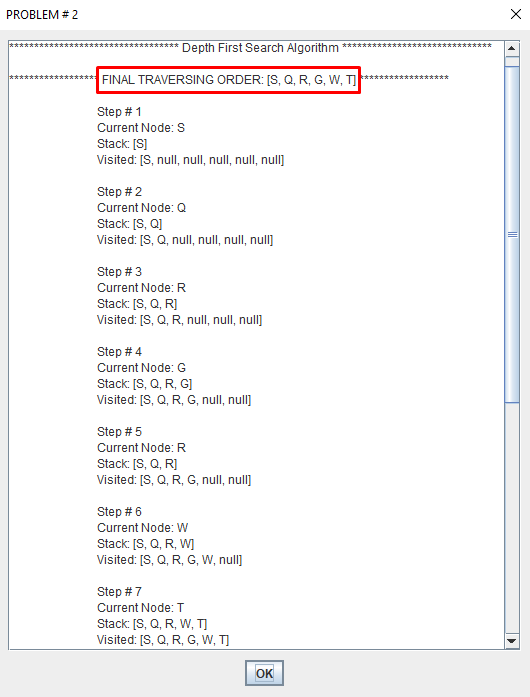 PROBLEM # 2
********************************** Depth First Search Algorithm ******************************
****************** FINAL TRAVERSING ORDER: [S, Q, R, G, W, T] ******************
Step # 1
Current Node: S
Stack: [S]
Visited: [S, null, null, null, null, null]
Step # 2
Current Node: Q
Stack: [S, Q]
Visited: [S, Q, null, null, null, null]
Step # 3
Current Node: R
Stack: [S, Q, R]
Visited: [S, Q, R, null, null, null]
Step # 4
Current Node: G
Stack: [S, Q, R, G]
Visited: [S, Q, R, G, null, null]
Step # 5
Current Node: R
Stack: [S, Q, R]
Visited: [S, Q, R, G, null, null]
Step # 6
Current Node: W
Stack: [S, Q, R, W]
Visited: [S, Q, R, G, W, null]
Step # 7
Current Node: T
Stack: [S, Q, R, W, T]
Visited: [S, Q, R, G, W, T]
OK